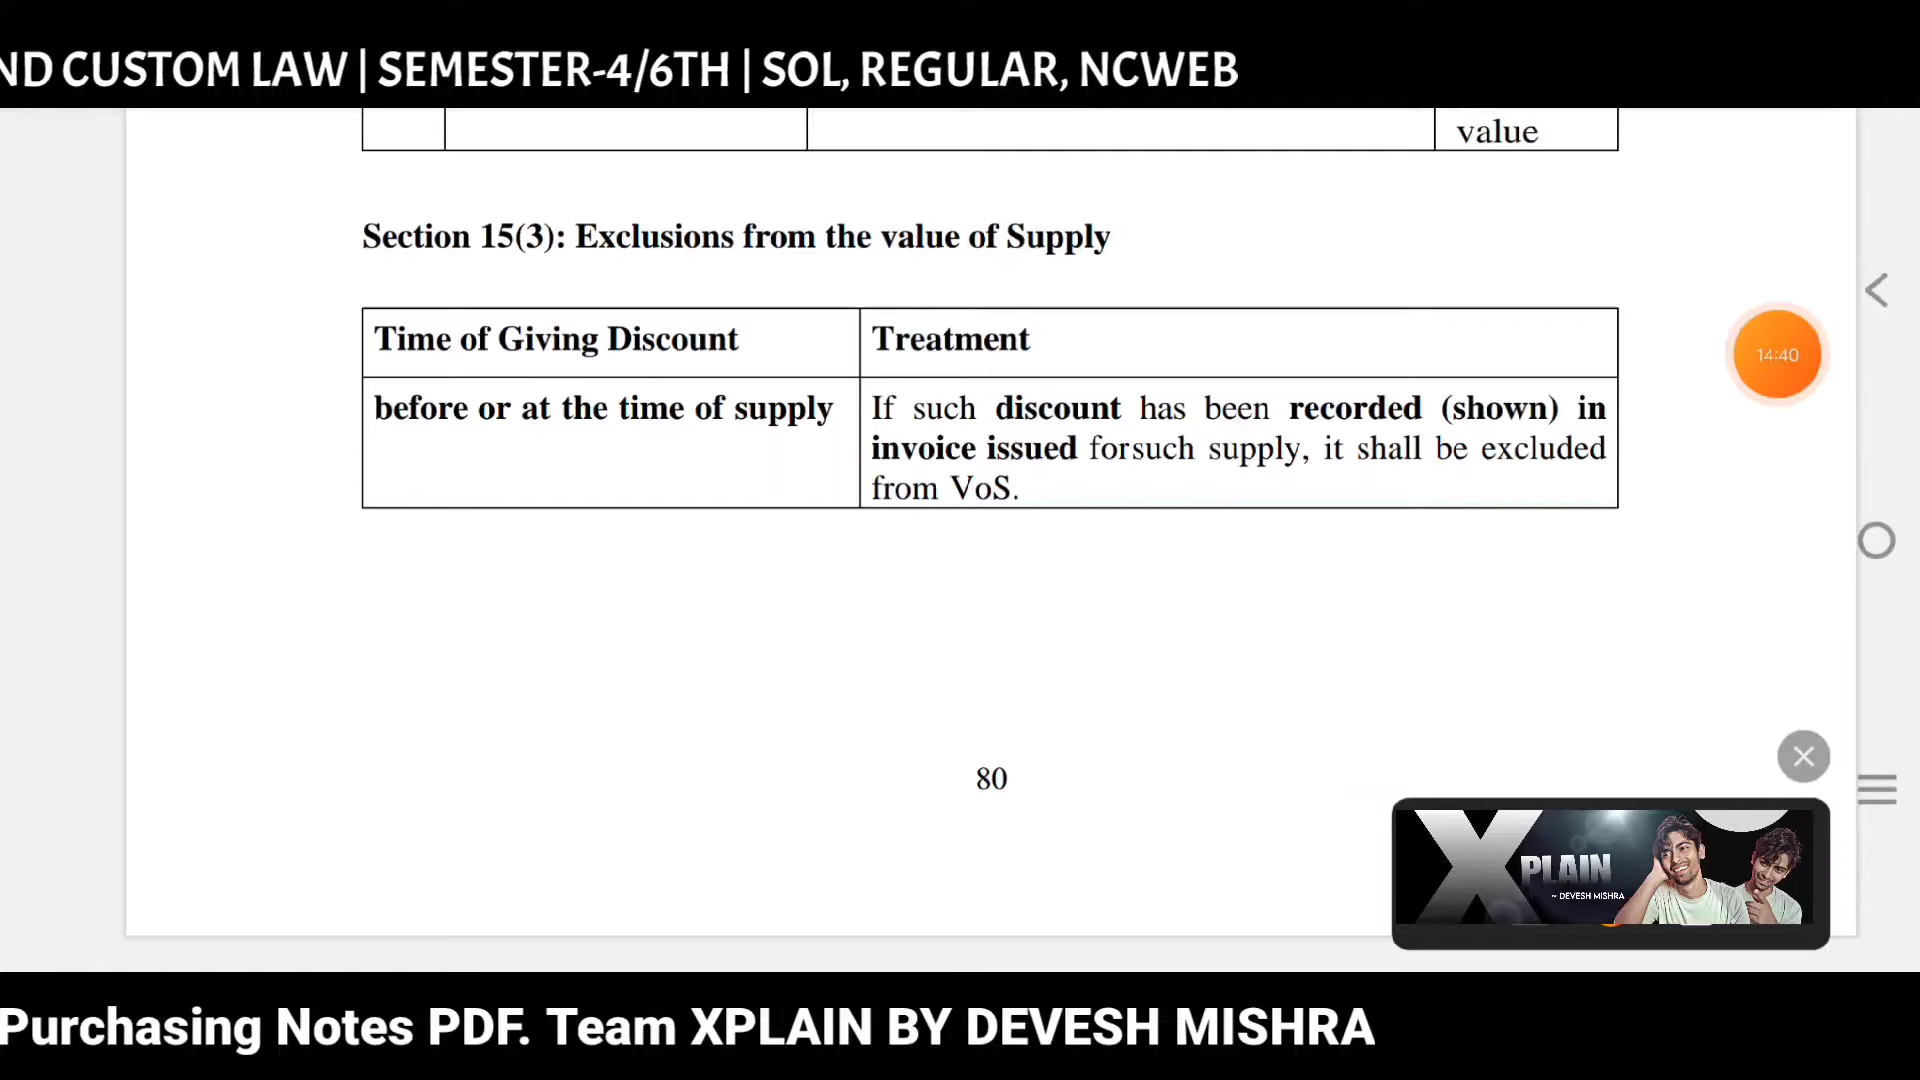 ND CUSTOM LAW | SEMESTER-4/6TH | SOL, REGULAR, NCWEB
value
Section 15(3): Exclusions from the value of Supply
Time of Giving Discount
Treatment
before or at the time of supply
If such discount has been recorded (shown) in
invoice issued forsuch supply, it shall be excluded
from VoS.
14:40
80
XPLAIN
~ DEVESH MISHRA
Purchasing Notes PDF. Team XPLAIN BY DEVESH MISHRA